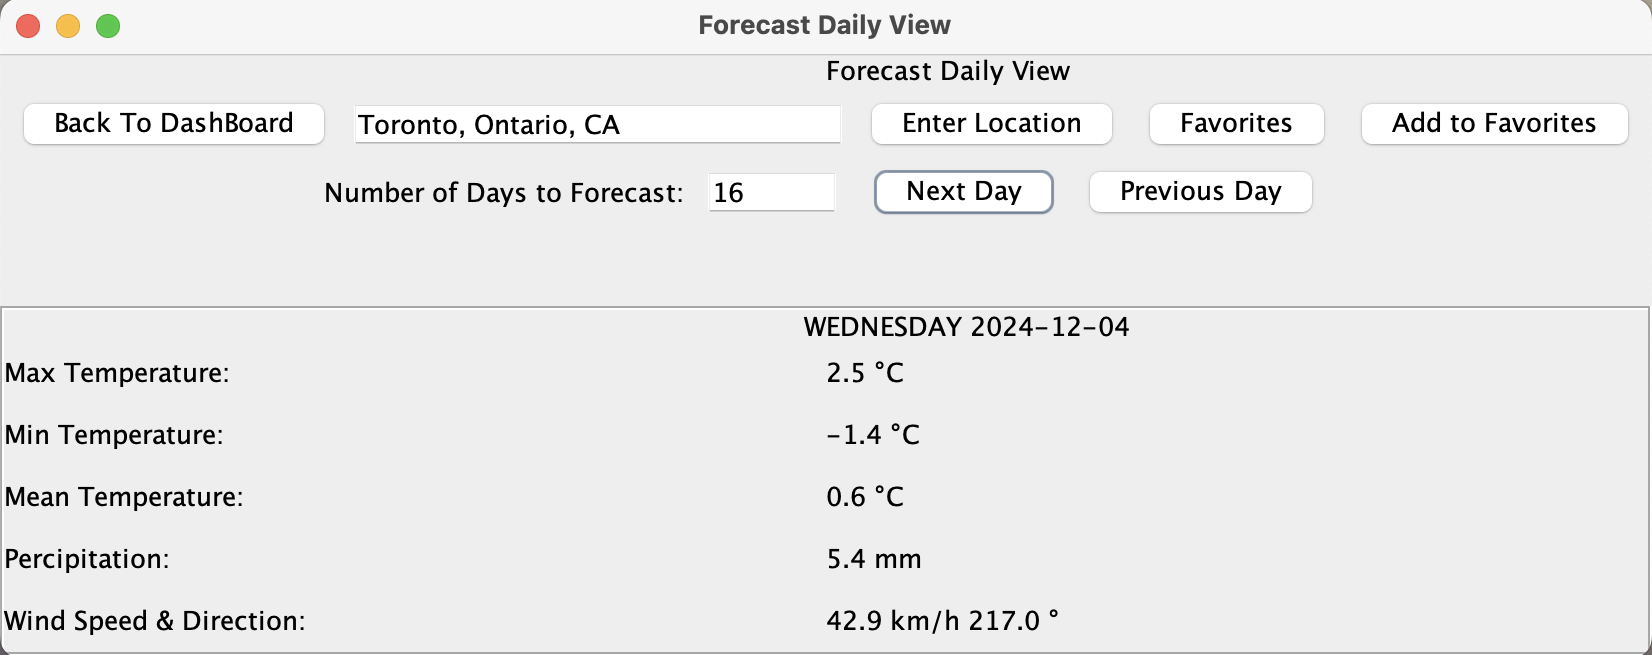 Forecast Daily View
Forecast Daily View
Back To DashBoard Toronto, Ontario, CA Enter Location Favorites Add to Favorites
Number of Days to Forecast: 16 Next Day Previous Day
WEDNESDAY 2024-12-04
Max Temperature: 2.5 °C
Min Temperature: -1.4 °C
Mean Temperature: 0.6 °C
Percipitation: 5.4 mm
Wind Speed & Direction: 42.9 km/h 217.0 °